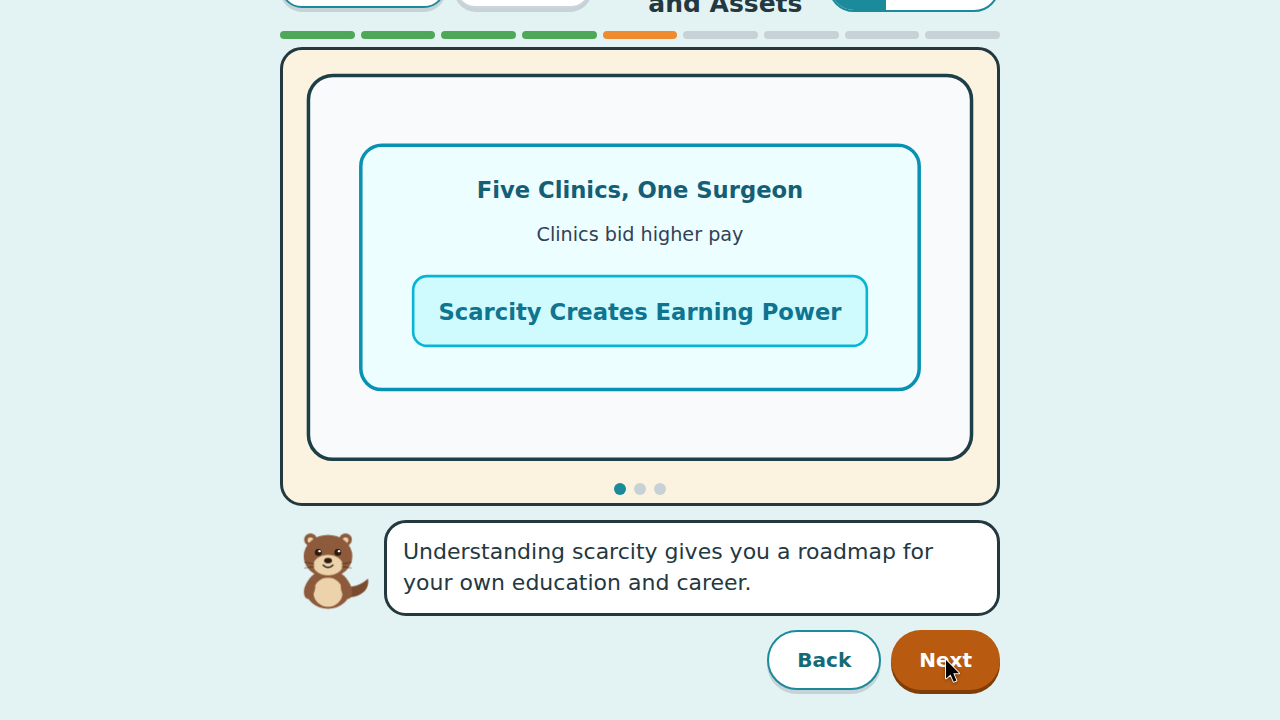 and Assets
Five Clinics, One Surgeon
Clinics bid higher pay
Scarcity Creates Earning Power
Understanding scarcity gives you a roadmap for
your own education and career.
Back
Next